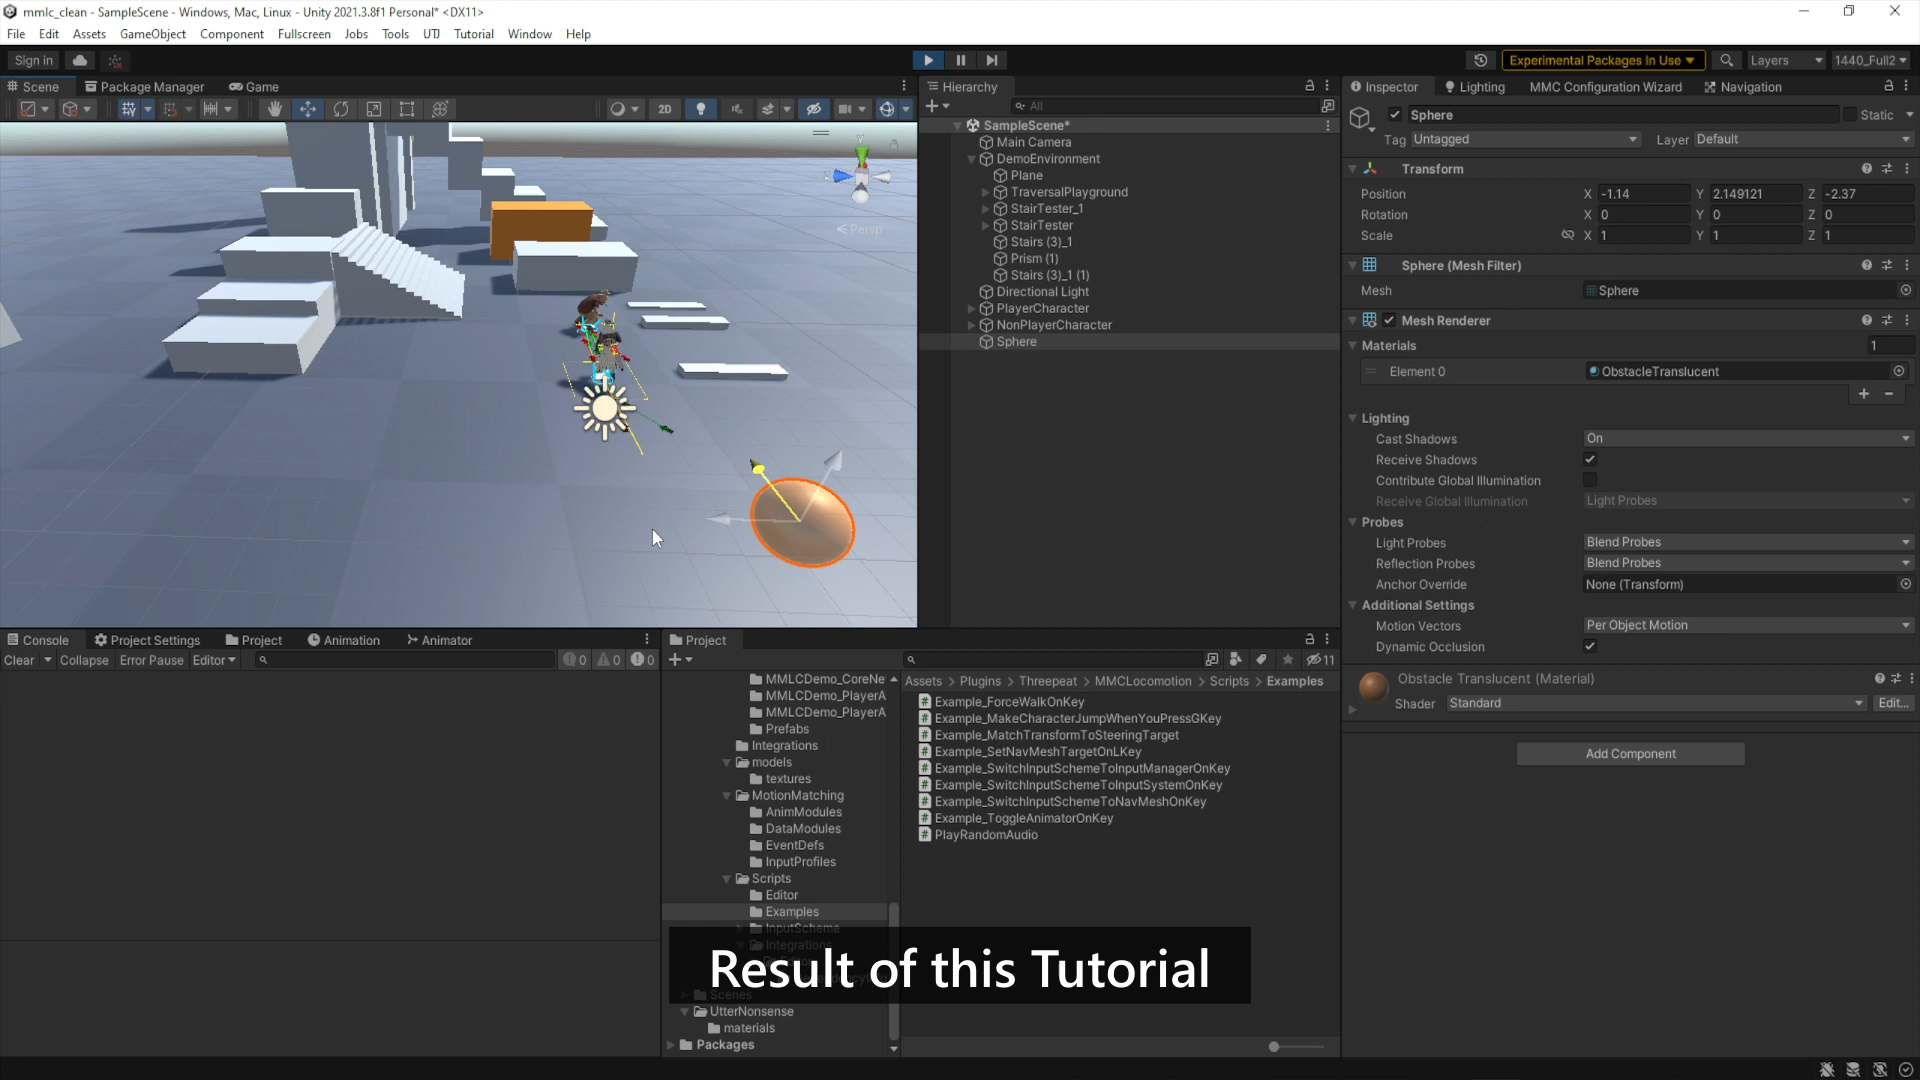 mmlc_clean - SampleScene - Windows, Mac, Linux - Unity 2021.3.8f1 Personal* <DX11>
File Edit Assets GameObject Component Fullscreen Jobs Tools UTJ Tutorial Window Help
Sign in
Experimental Packages In Use
Layers
1440_Full2
Scene Package Manager Game
2D
Persp
Hierarchy
All
SampleScene*
Main Camera
DemoEnvironment
Plane
TraversalPlayground
StairTester_1
StairTester
Stairs (3)_1
Prism (1)
Stairs (3)_1 (1)
Directional Light
PlayerCharacter
NonPlayerCharacter
Sphere
Inspector Lighting MMC Configuration Wizard Navigation
Sphere Static
Tag Untagged Layer Default
Transform
Position X -1.14 Y 2.149121 Z -2.37
Rotation X 0 Y 0 Z 0
Scale X 1 Y 1 Z 1
Sphere (Mesh Filter)
Mesh Sphere
Mesh Renderer
Materials 1
Element 0 ObstacleTranslucent
Lighting
Cast Shadows On
Receive Shadows
Contribute Global Illumination
Receive Global Illumination Light Probes
Probes
Light Probes Blend Probes
Reflection Probes Blend Probes
Anchor Override None (Transform)
Additional Settings
Motion Vectors Per Object Motion
Dynamic Occlusion
Obstacle Translucent (Material)
Shader Standard Edit...
Add Component
Console Project Settings Project Animation Animator
Clear Collapse Error Pause Editor 0 0 0
Project
11
MMLCDemo_CoreNe
MMLCDemo_PlayerA
MMLCDemo_PlayerA
Prefabs
Integrations
models
textures
MotionMatching
AnimModules
DataModules
EventDefs
InputProfiles
Scripts
Editor
Examples
InputScheme
Integrations
Scenes
UtterNonsense
materials
Packages
Assets > Plugins > Threepeat > MMCLocomotion > Scripts > Examples
Example_ForceWalkOnKey
Example_MakeCharacterJumpWhenYouPressGKey
Example_MatchTransformToSteeringTarget
Example_SetNavMeshTargetOnLKey
Example_SwitchInputSchemeToInputManagerOnKey
Example_SwitchInputSchemeToInputSystemOnKey
Example_SwitchInputSchemeToNavMeshOnKey
Example_ToggleAnimatorOnKey
PlayRandomAudio
Result of this Tutorial